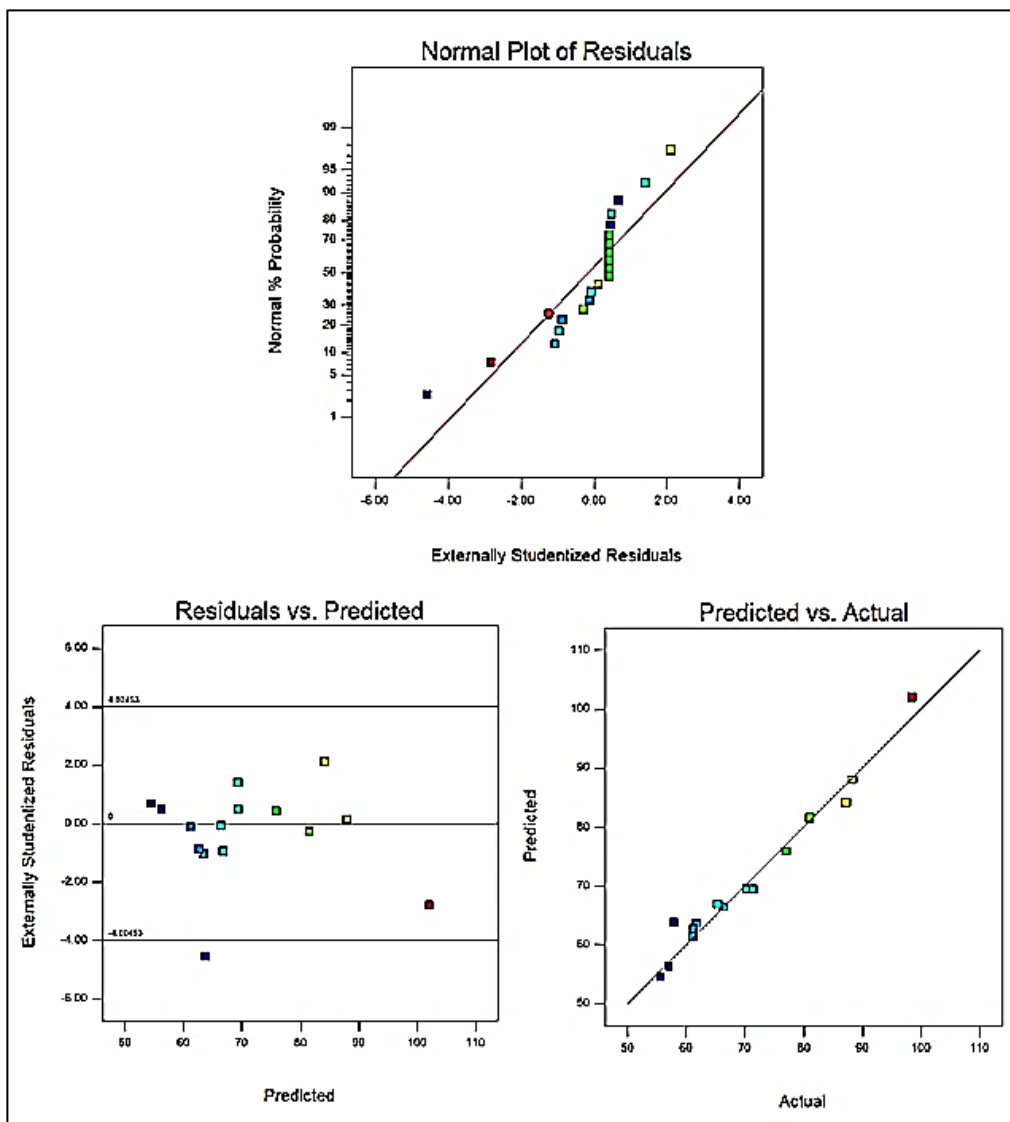 Normal Plot of Residuals
Normal % Probability
99
95
90
80
70
50
30
20
10
5
1
-6.00 -4.00 -2.00 0.00 2.00 4.00
Externally Studentized Residuals
Residuals vs. Predicted
Externally Studentized Residuals
6.00
4.00
2.00
0.00
-2.00
-4.00
-6.00
0
50 60 70 80 90 100 110
Predicted
Predicted vs. Actual
Predicted
110
100
90
80
70
60
50
50 60 70 80 90 100 110
Actual